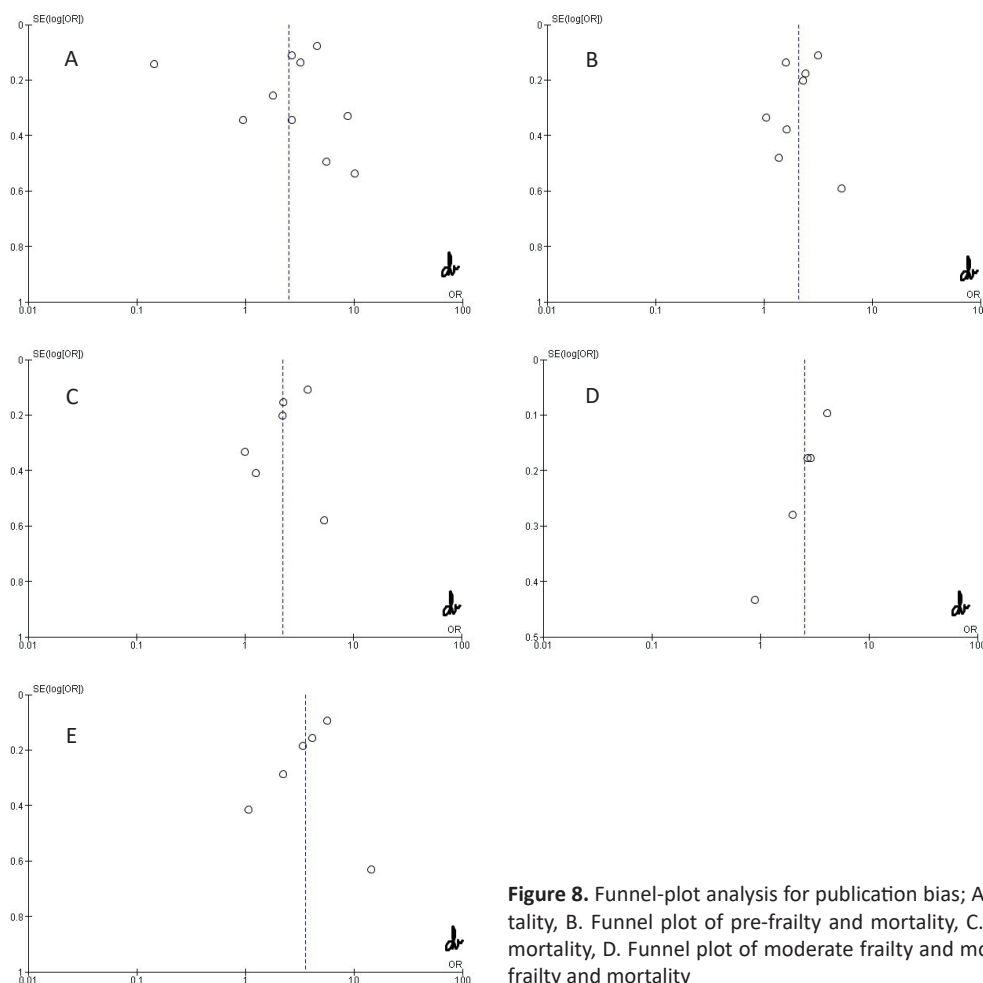 SE(log[OR])
0
A
0.2
0.4
0.6
0.8
1
0.01 0.1 1 10 100
OR
SE(log[OR])
0
B
0.2
0.4
0.6
0.8
1
0.01 0.1 1 10 100
OR
SE(log[OR])
0
C
0.2
0.4
0.6
0.8
1
0.01 0.1 1 10 100
OR
SE(log[OR])
0
D
0.1
0.2
0.3
0.4
0.5
0.01 0.1 1 10 100
OR
SE(log[OR])
0
E
0.2
0.4
0.6
0.8
1
0.01 0.1 1 10 100
OR
Figure 8. Funnel-plot analysis for publication bias; A
tality, B. Funnel plot of pre-frailty and mortality, C.
mortality, D. Funnel plot of moderate frailty and mo
frailty and mortality